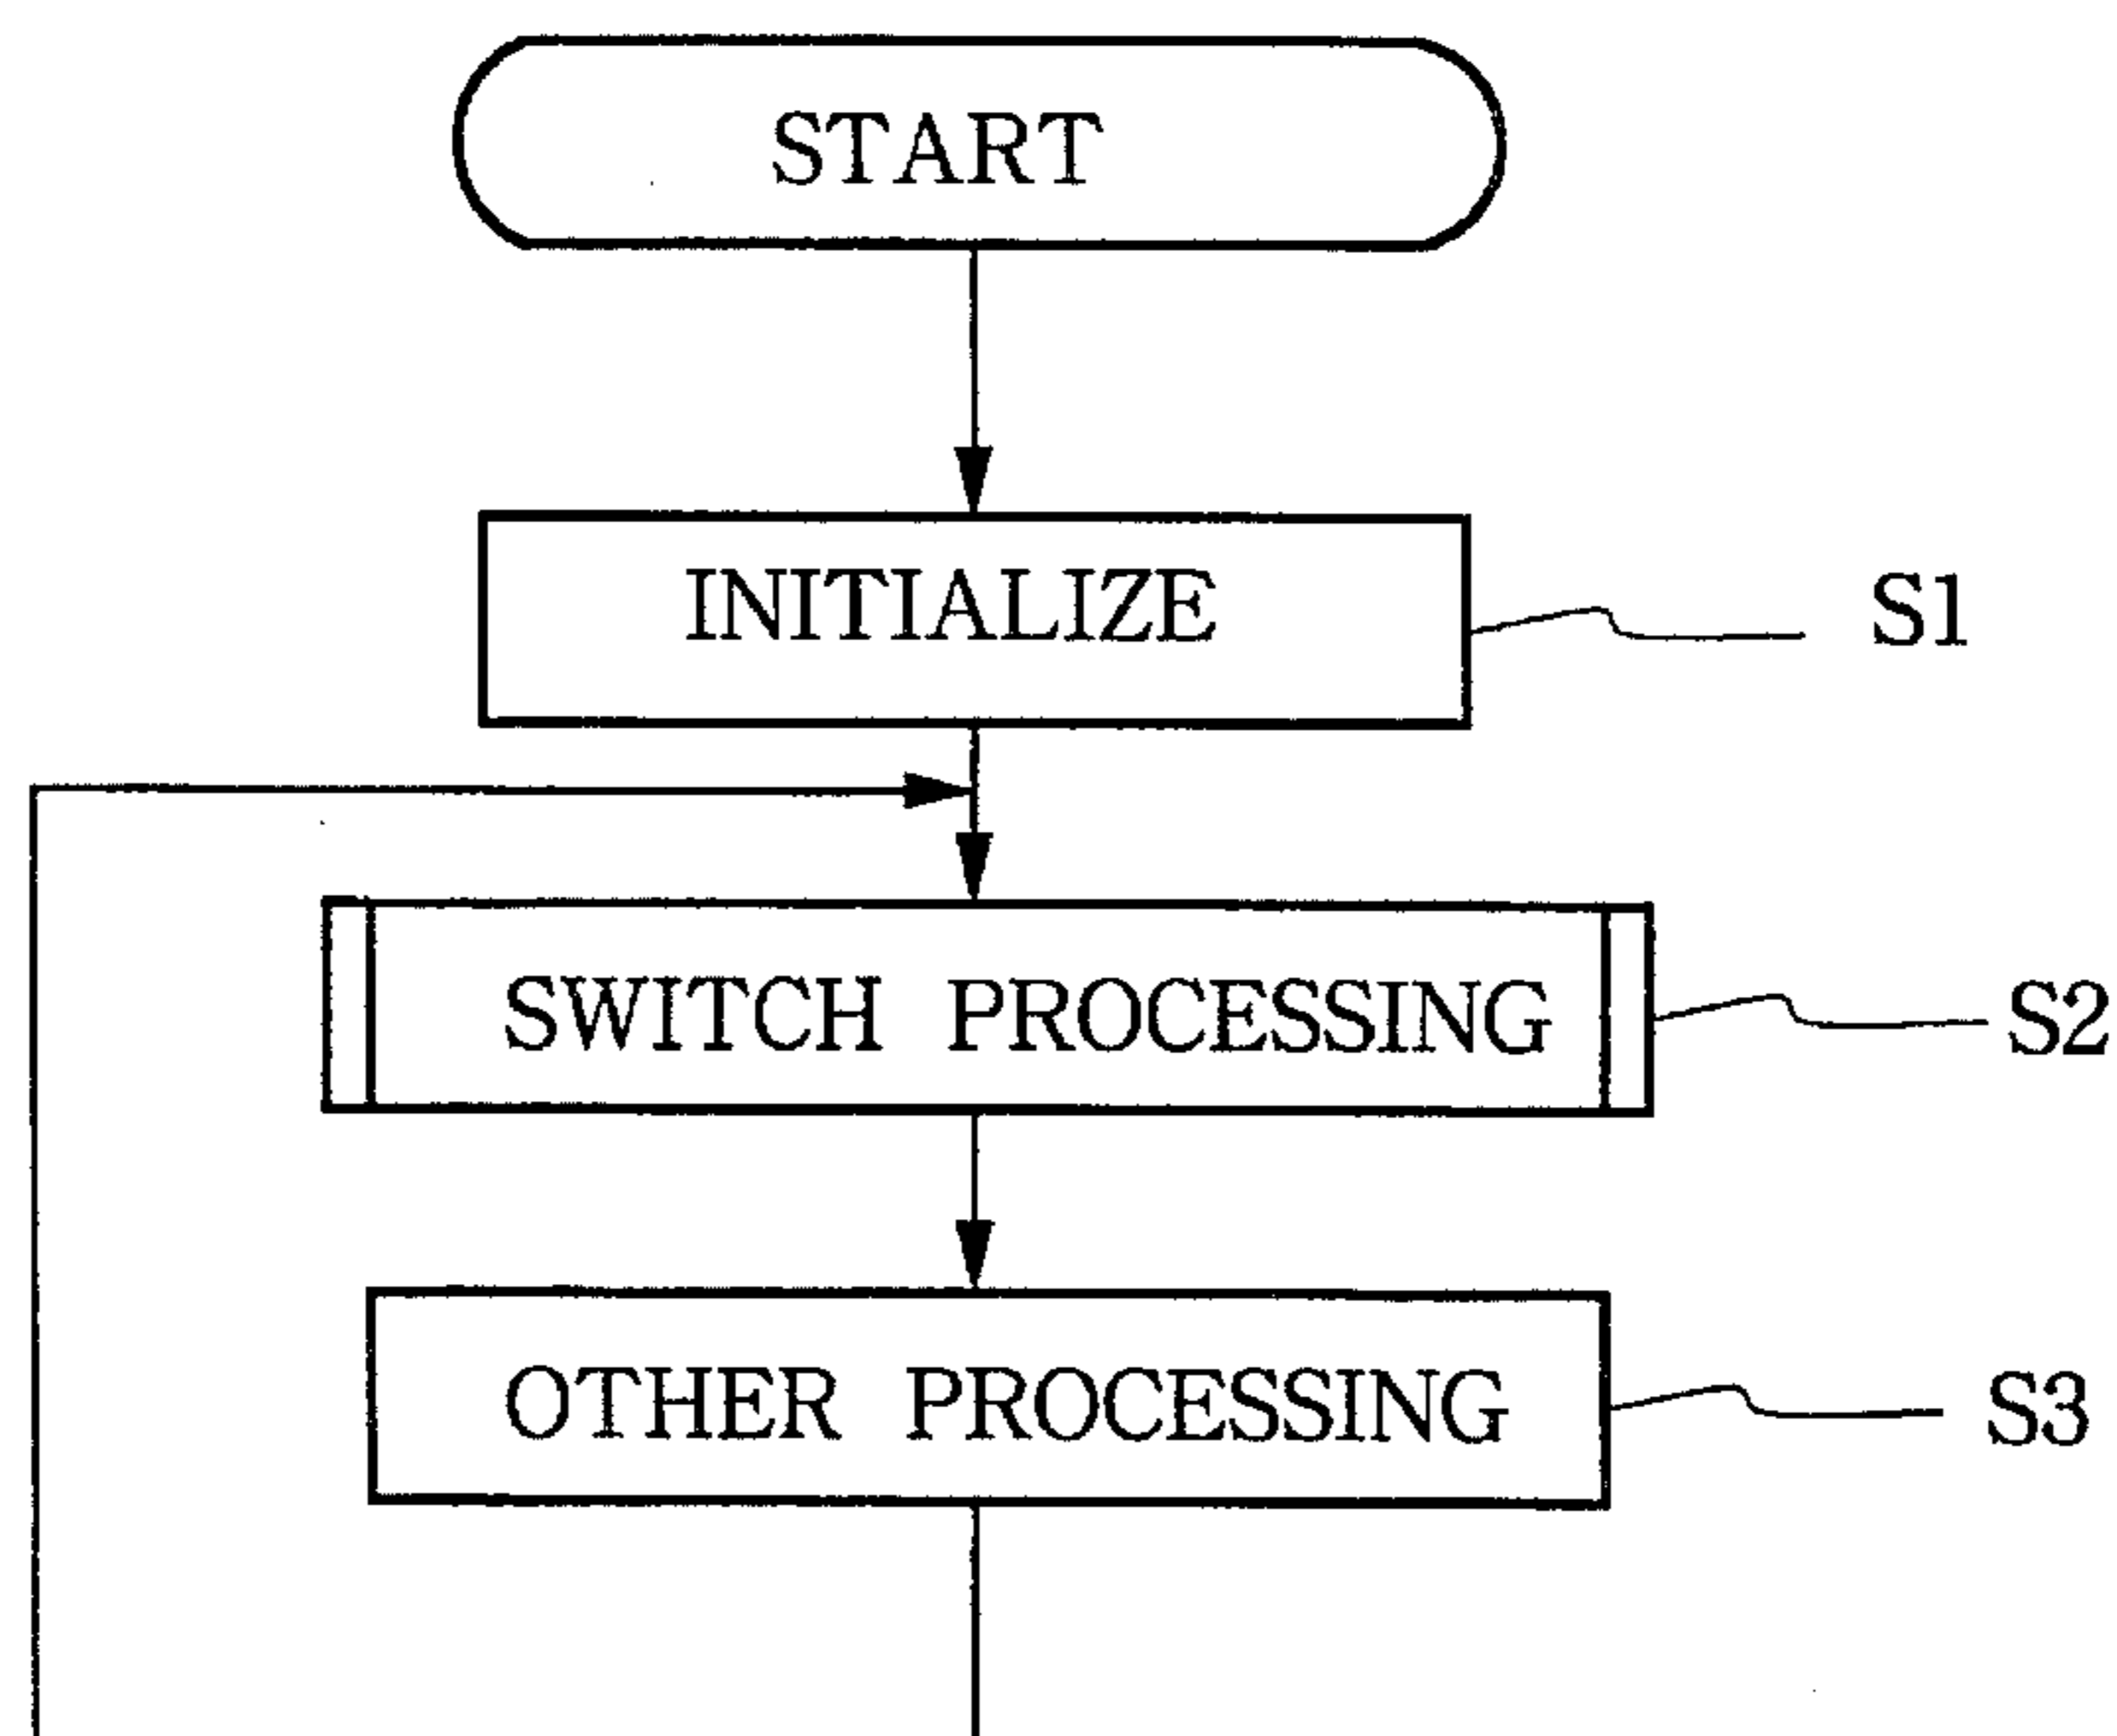 START
INITIALIZE
S1
SWITCH PROCESSING
S2
OTHER PROCESSING
S3